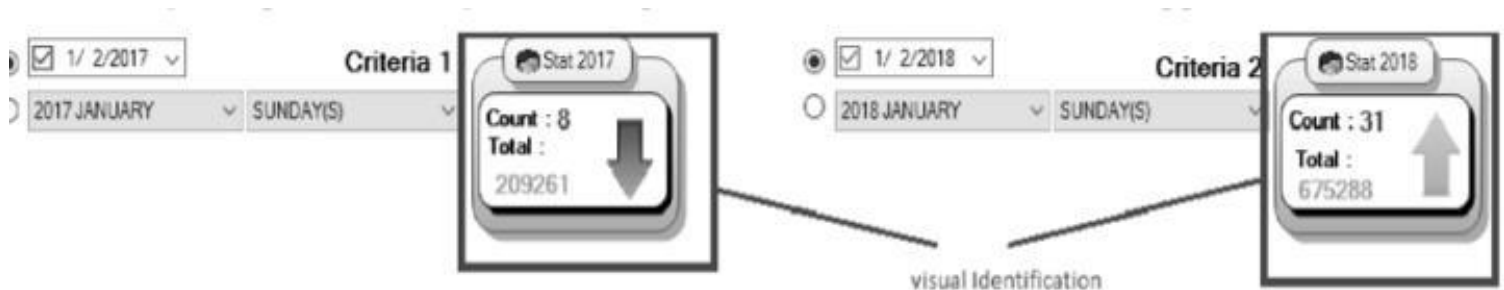 1/ 2/2017
Criteria 1
Stat 2017
2017 JANUARY
SUNDAY(S)
Count : 8
Total :
209261
1/ 2/2018
Criteria 2
Stat 2018
2018 JANUARY
SUNDAY(S)
Count : 31
Total :
675288
visual Identification